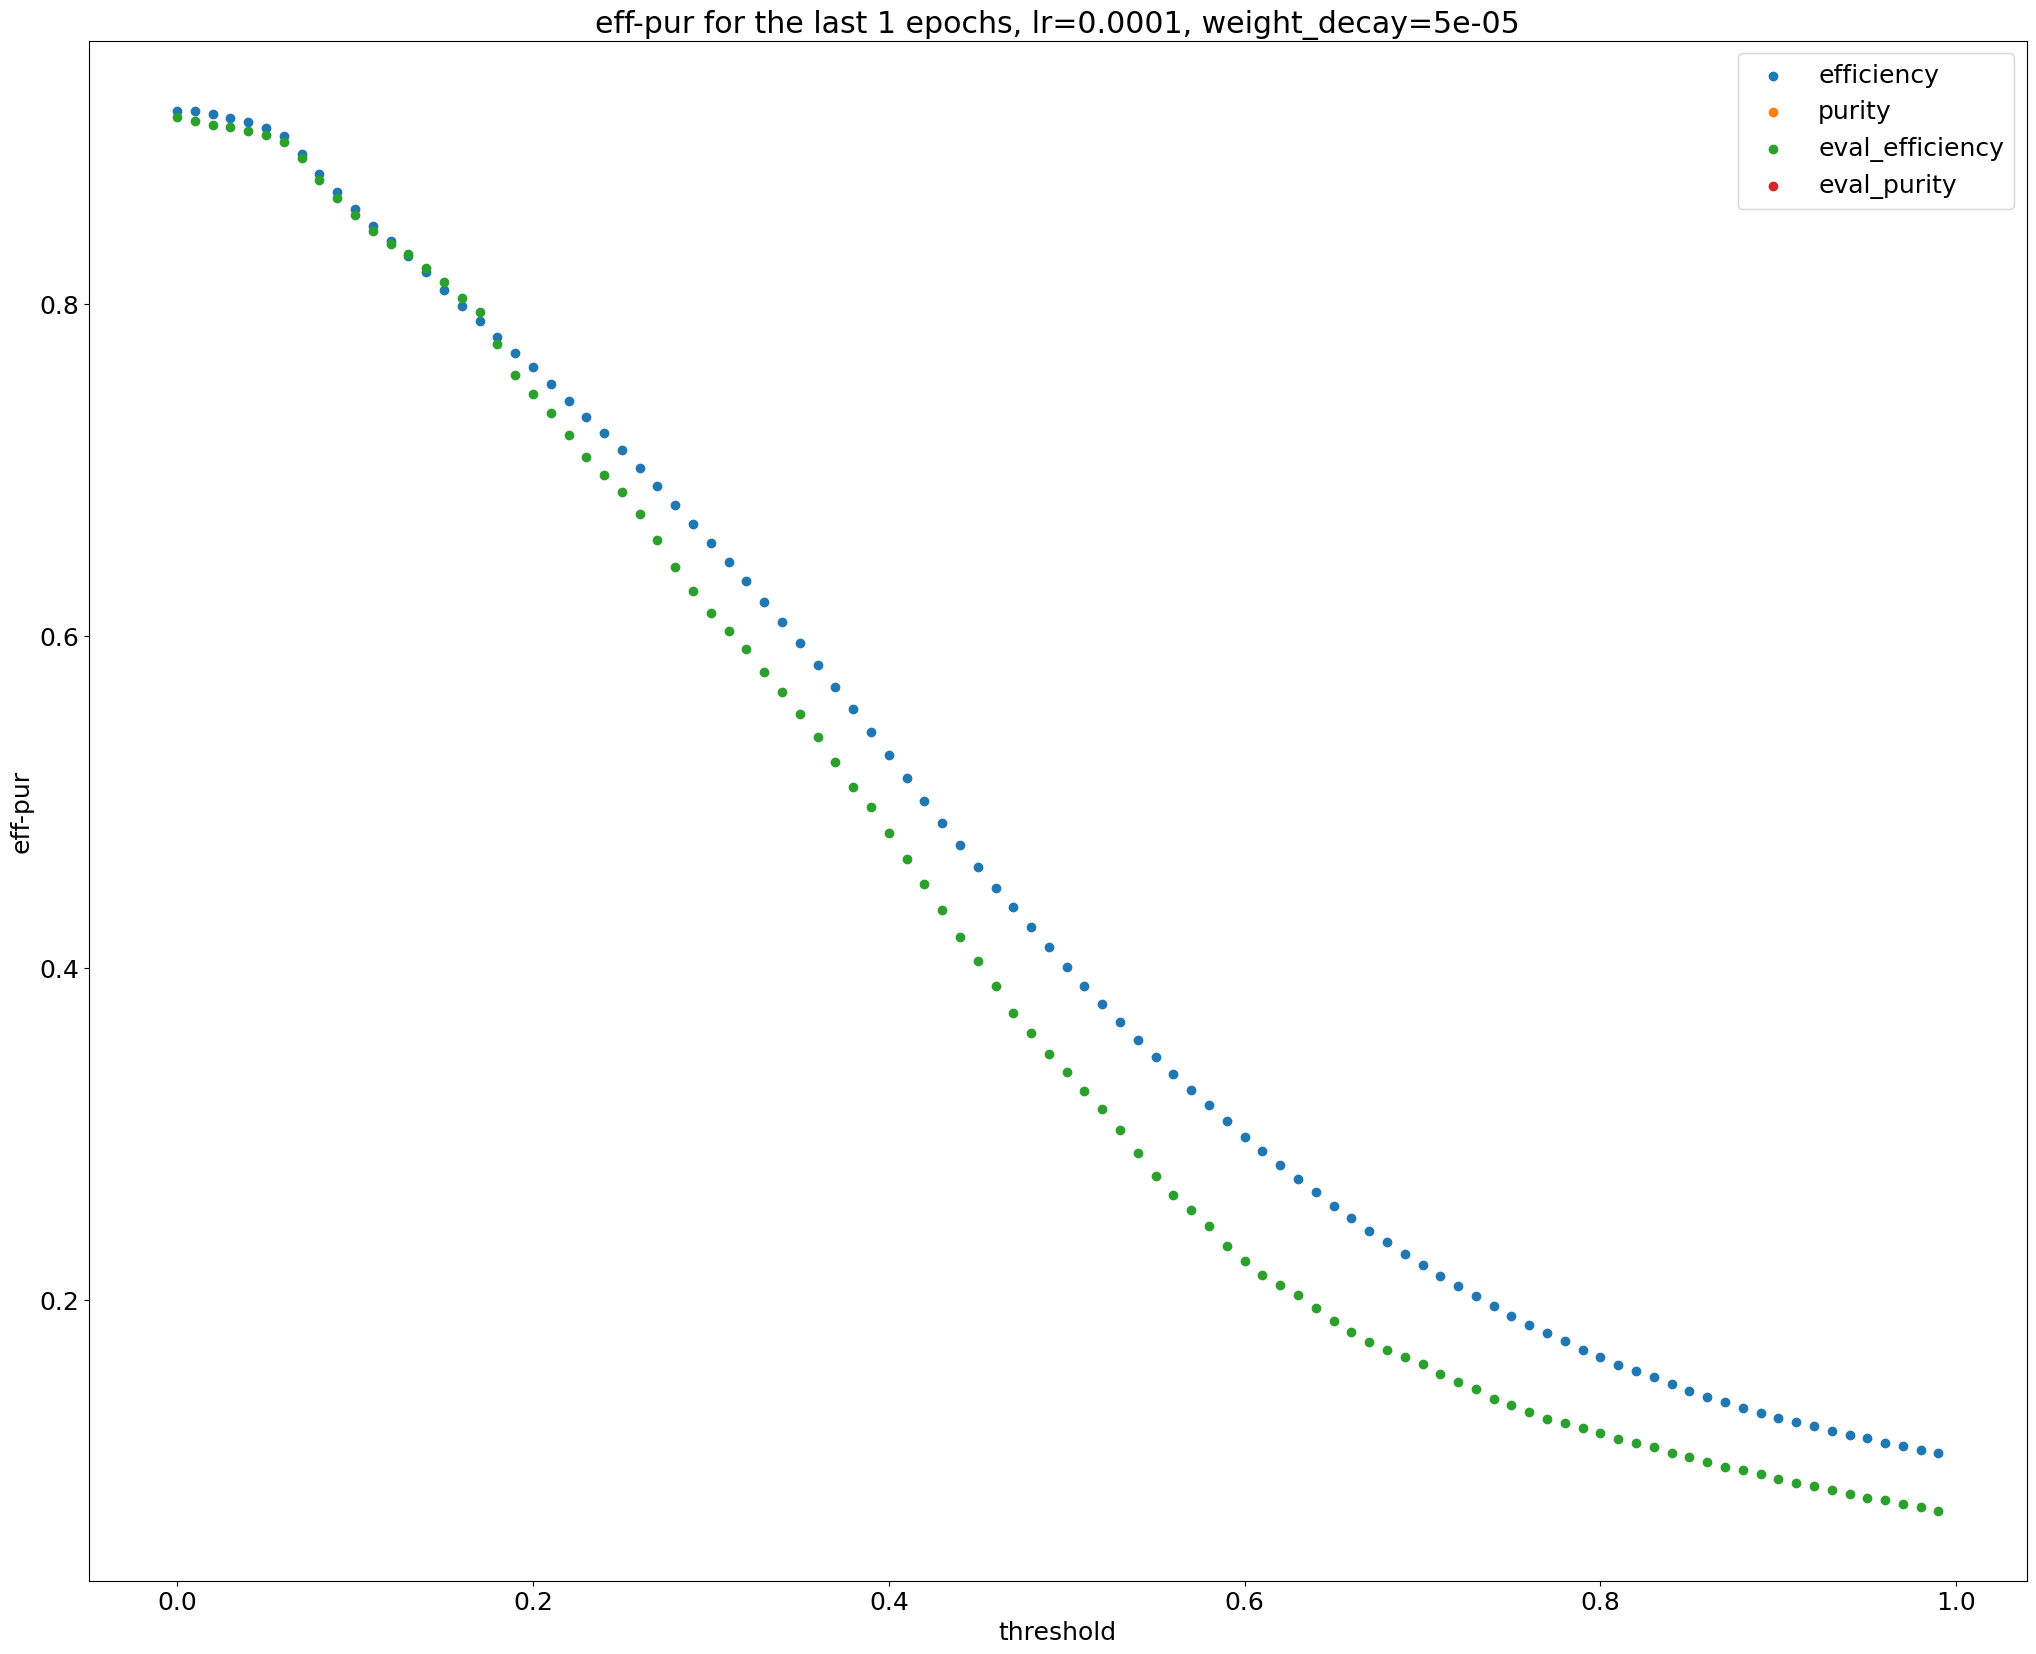 eff-pur for the last 1 epochs, lr=0.0001, weight_decay=5e-05
efficiency
purity
eval_efficiency
eval_purity
0.8
0.6
0.4
0.2
eff-pur
0.0 0.2 0.4 0.6 0.8 1.0
threshold